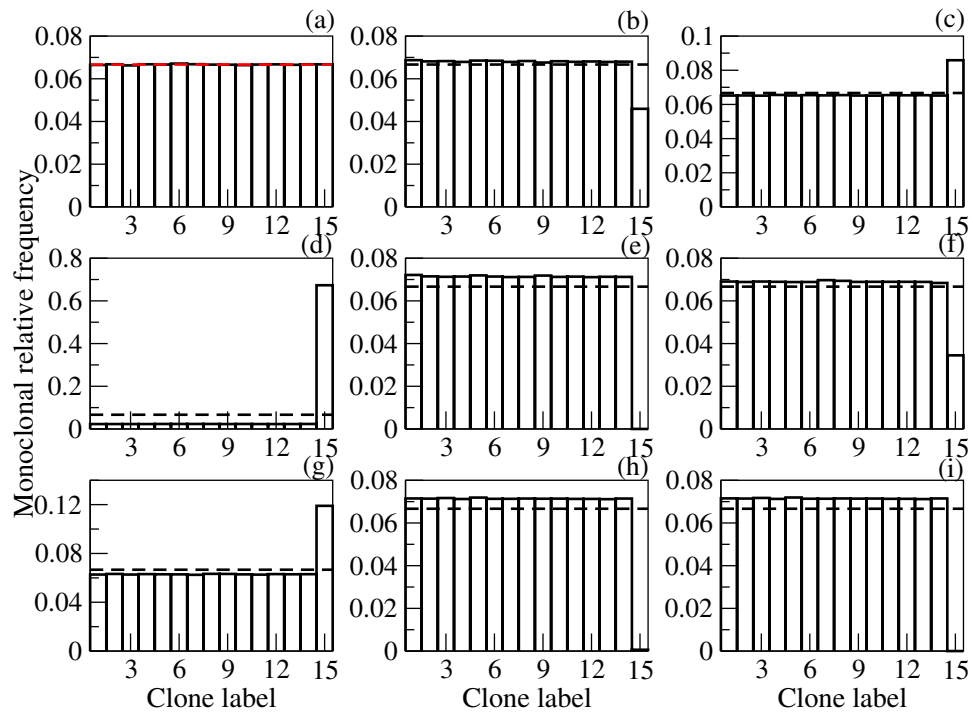 (a) (b) (c)
0.08 0.08 0.1
0.06 0.06 0.08
0.04 0.04 0.06
0.04
0.02 0.02 0.02
0 0 0
3 6 9 12 15 3 6 9 12 15 3 6 9 12 15
(d) (e) (f)
0.8 0.08 0.08
0.6 0.06 0.06
0.4 0.04 0.04
0.2 0.02 0.02
0 0.00 0.00
3 6 9 12 15 3 6 9 12 15 3 6 9 12 15
(g) (h) (i)
0.08 0.08
0.12 0.06 0.06
0.08 0.04 0.04
0.04 0.02 0.02
0 0 0
3 6 9 12 15 3 6 9 12 15 3 6 9 12 15
Clone label Clone label Clone label
Monoclonal relative frequency